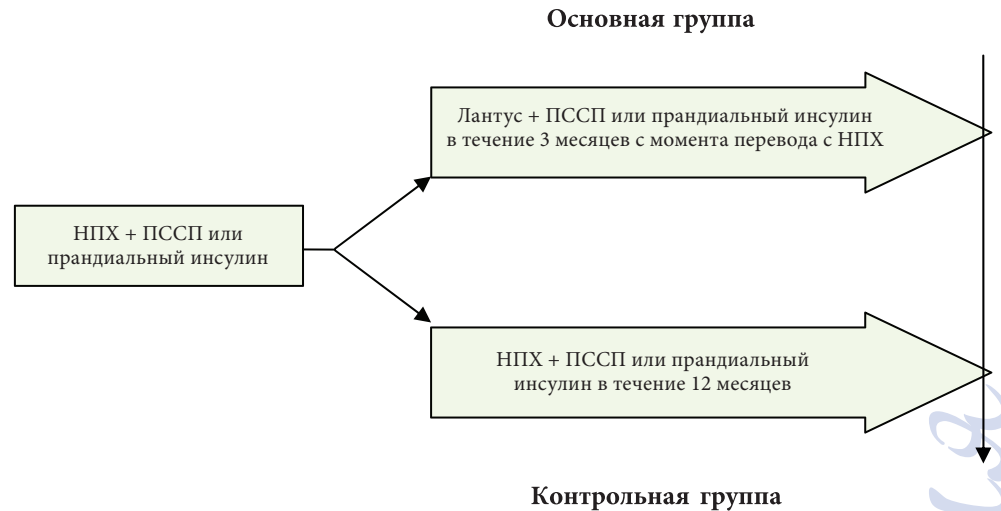 Основная группа
Лантус + ПССП или прандиальный инсулин
в течение 3 месяцев с момента перевода с НПХ
НПХ + ПССП или
прандиальный инсулин
НПХ + ПССП или прандиальный
инсулин в течение 12 месяцев
Контрольная группа